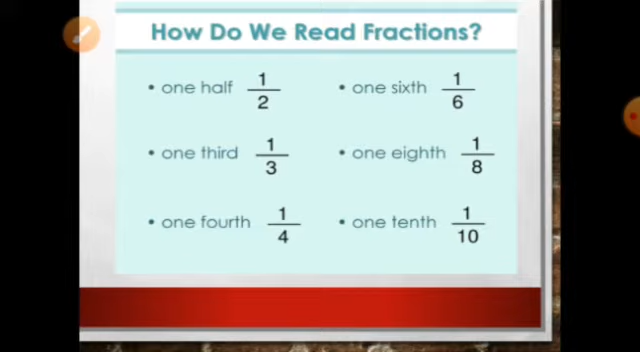 How Do We Read Fractions?
• one half 1/2
• one sixth 1/6
• one third 1/3
• one eighth 1/8
• one fourth 1/4
• one tenth 1/10